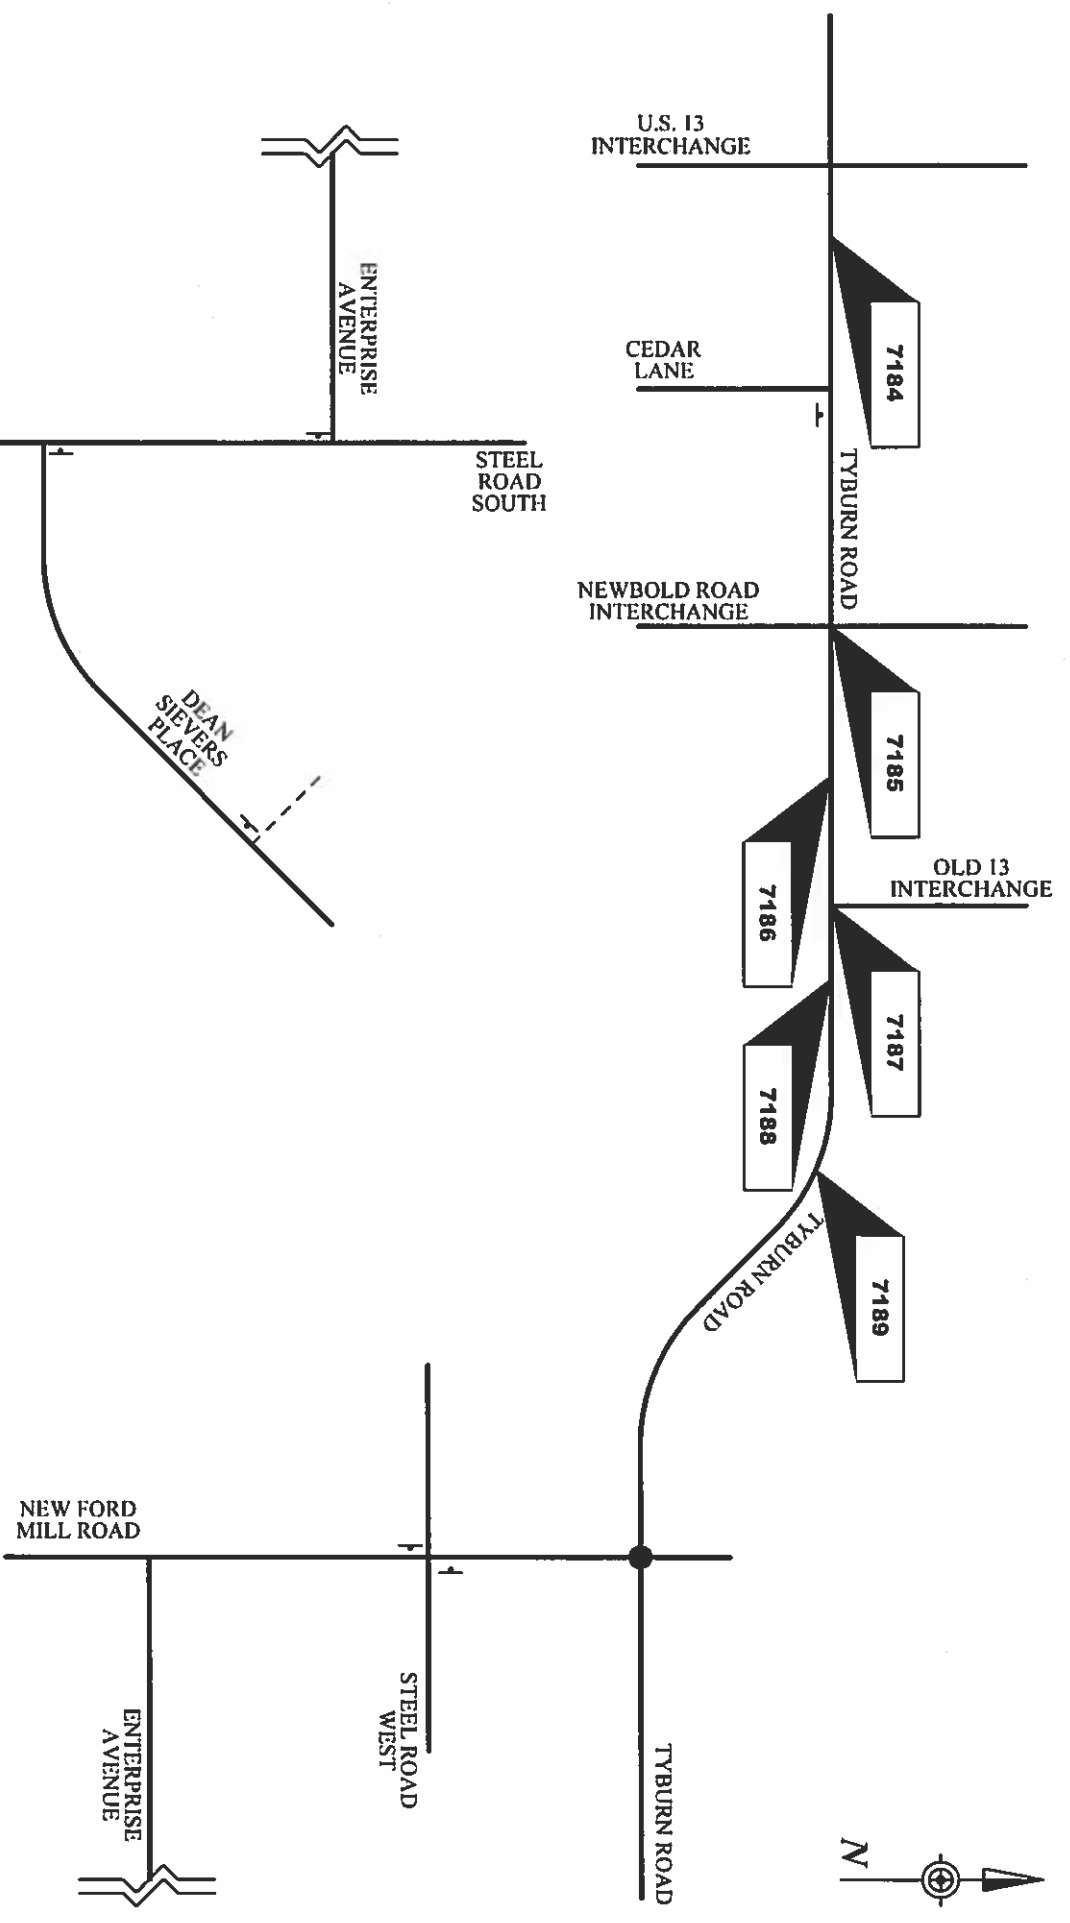 U.S. 13
INTERCHANGE
ENTERPRISE
AVENUE
7184
CEDAR
LANE
STEEL
ROAD
SOUTH
TYBURN ROAD
NEWBOLD ROAD
INTERCHANGE
7185
DEAN
SIEVERS
PLACE
7186
OLD 13
INTERCHANGE
7187
7188
7189
TYBURN ROAD
NEW FORD
MILL ROAD
STEEL ROAD
WEST
ENTERPRISE
AVENUE
TYBURN ROAD
N